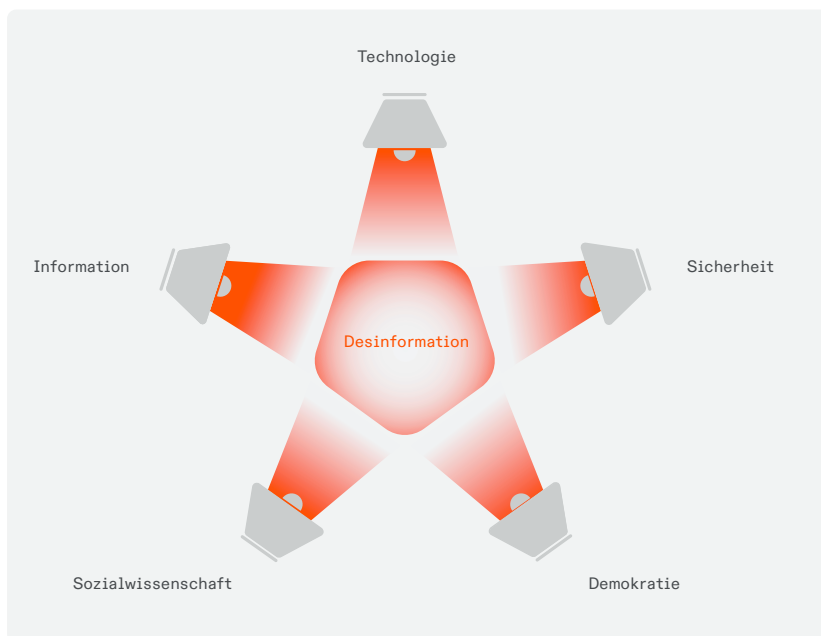 Technologie
Information
Sicherheit
Desinformation
Sozialwissenschaft
Demokratie